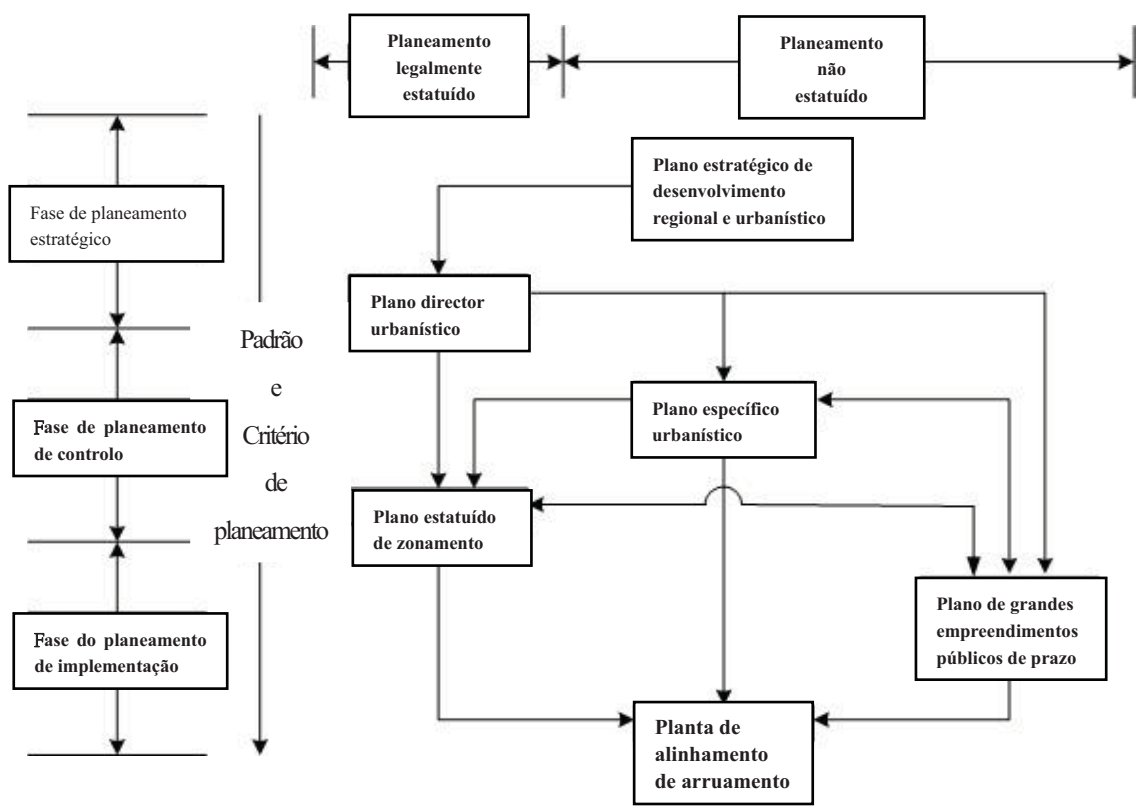 Planeamento
legalmente
estatuído
Planeamento
não
estatuído
Plano estratégico de
desenvolvimento
regional e urbanístico
Fase de planeamento
estratégico
Plano director
urbanístico
Padrão
e
Critério
de
planeamento
Plano específico
urbanístico
Fase de planeamento
de controlo
Plano estatuído
de zonamento
Plano de grandes
empreendimentos
públicos de prazo
Fase do planeamento
de implementação
Planta de
alinhamento
de arruamento